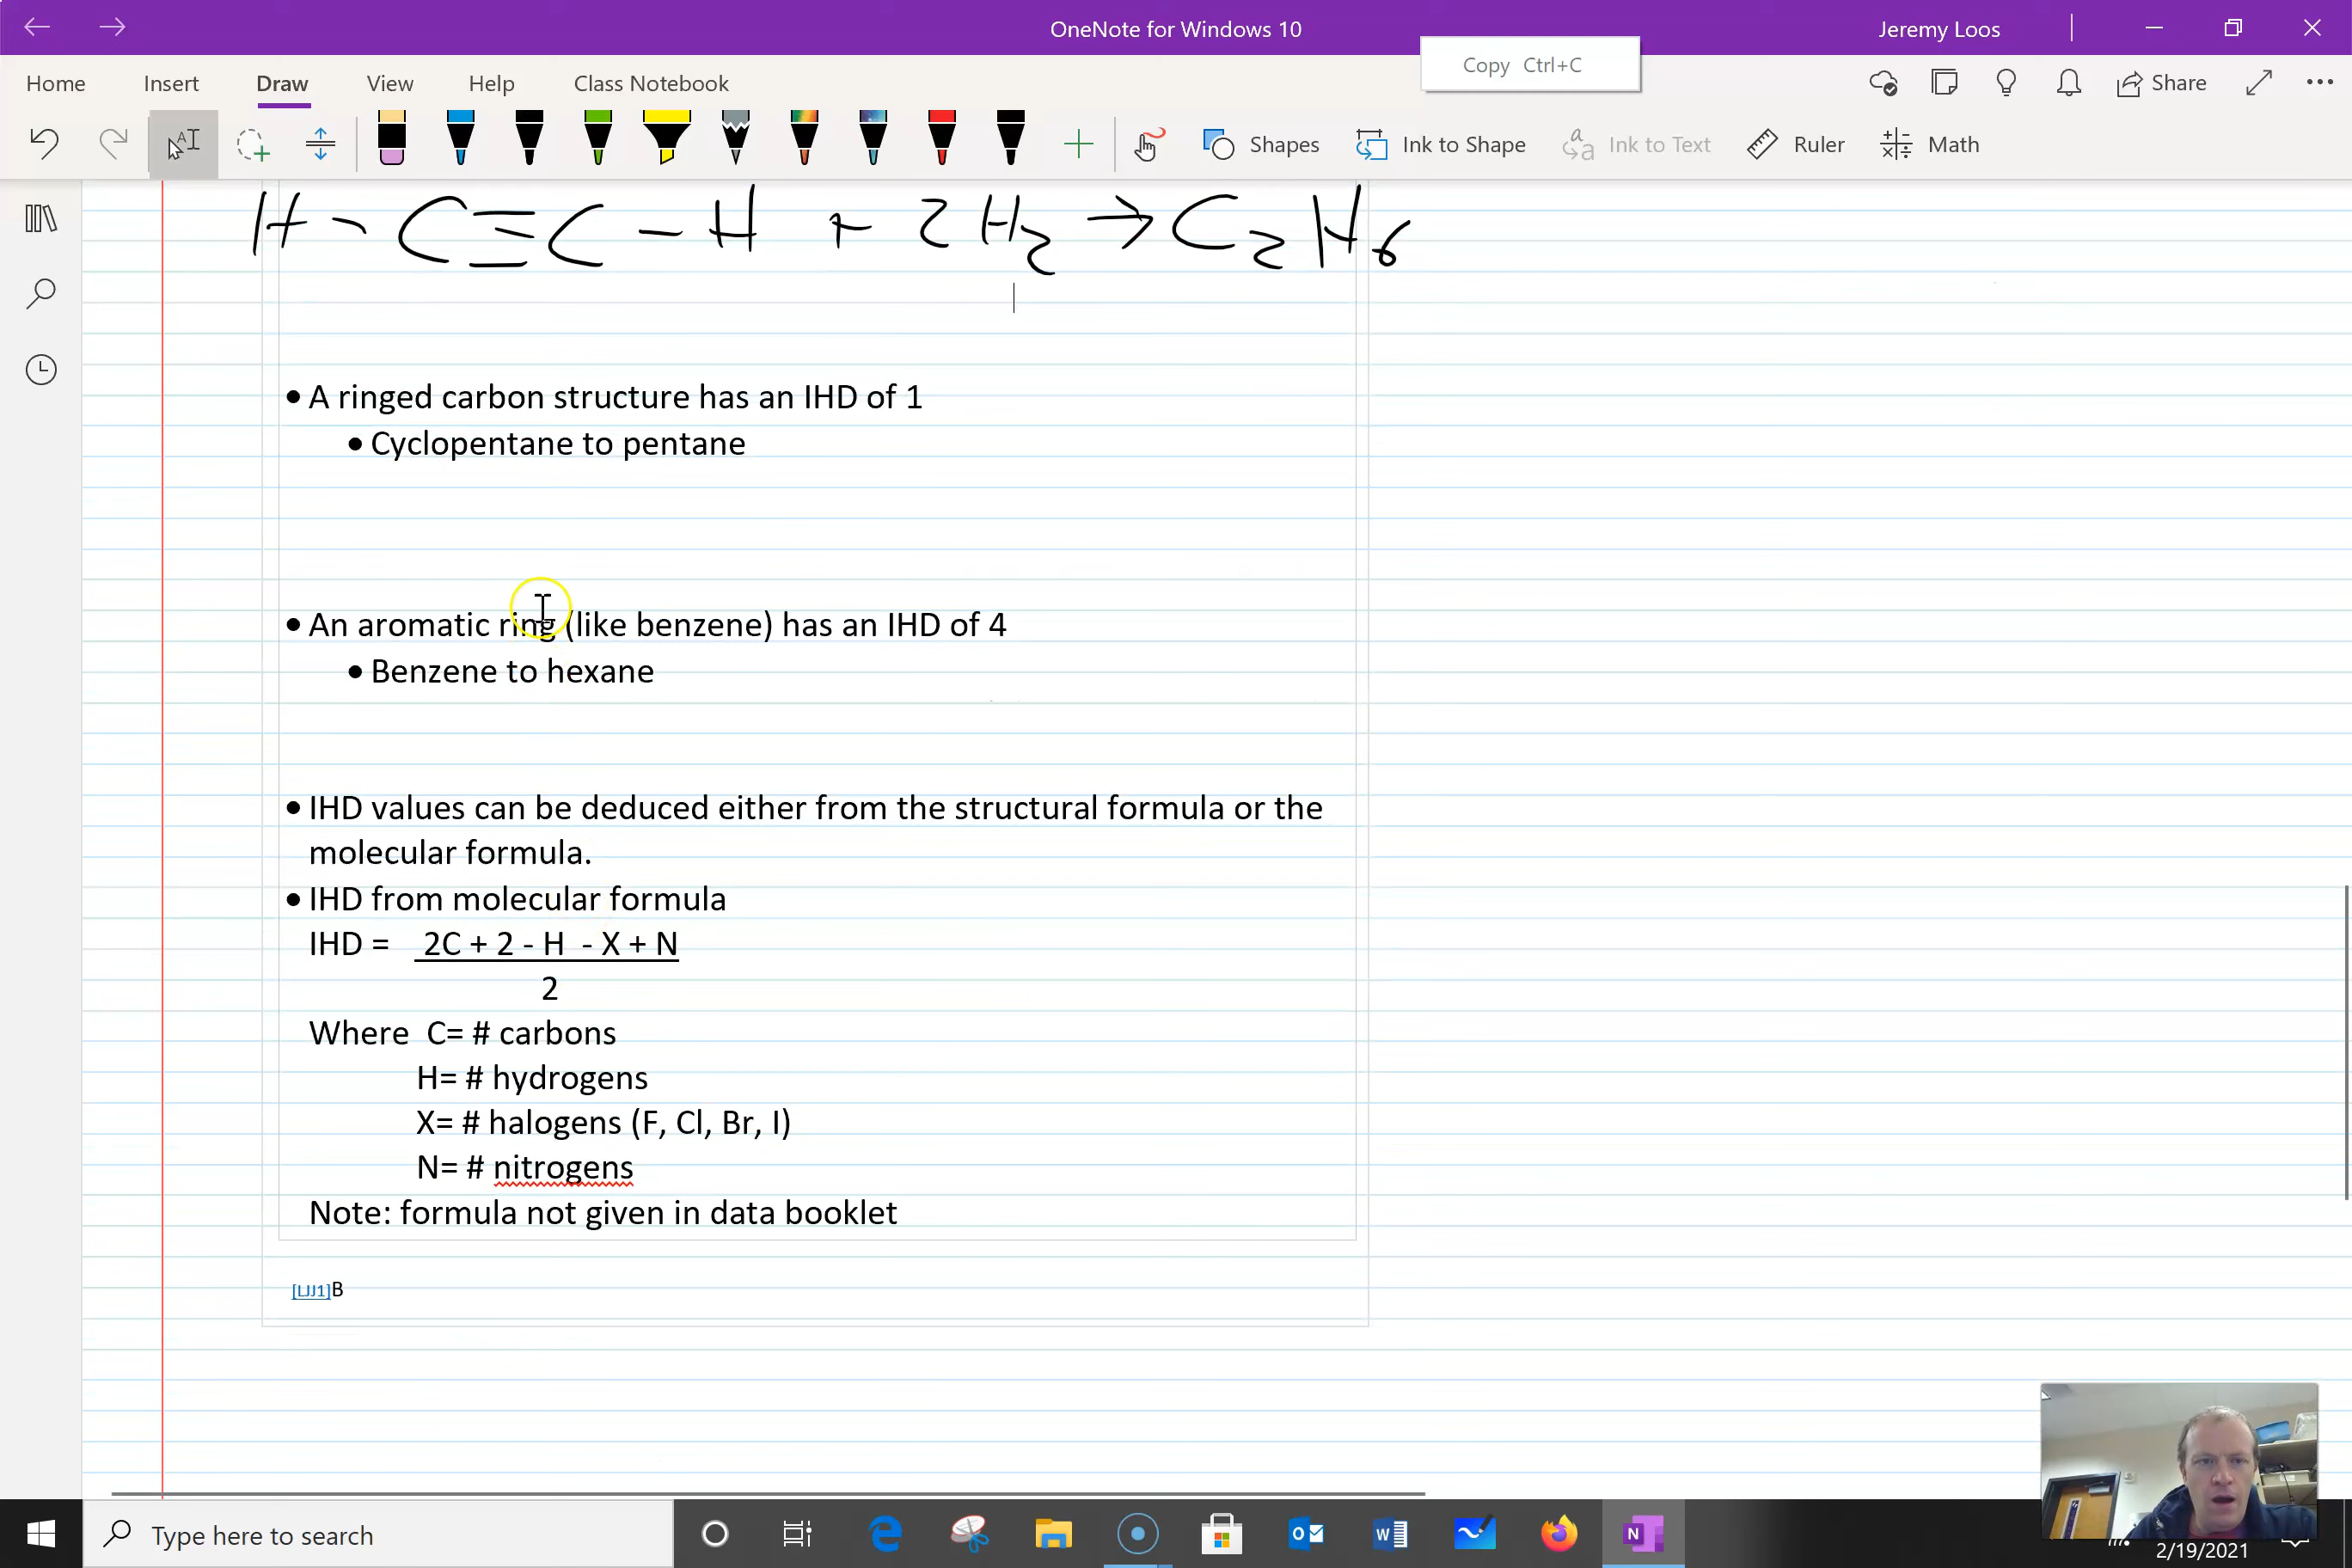 OneNote for Windows 10
Jeremy Loos
Copy Ctrl+C
Home Insert Draw View Help Class Notebook
Share
Shapes Ink to Shape Ink to Text Ruler Math
H - C≡C - H + 2H₂ → C₂H₆
• A ringed carbon structure has an IHD of 1
• Cyclopentane to pentane
• An aromatic ring (like benzene) has an IHD of 4
• Benzene to hexane
• IHD values can be deduced either from the structural formula or the
molecular formula.
• IHD from molecular formula
IHD = 2C + 2 - H - X + N
2
Where C= # carbons
H= # hydrogens
X= # halogens (F, Cl, Br, I)
N= # nitrogens
Note: formula not given in data booklet
[LJJ1]B
Type here to search
2/19/2021